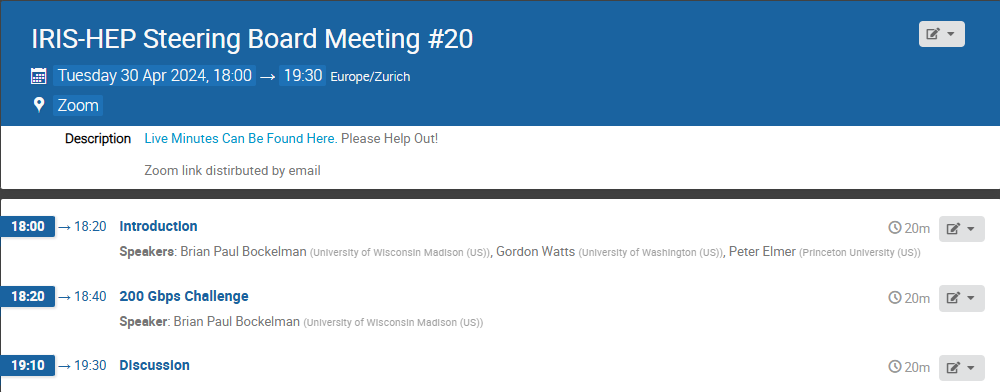 IRIS-HEP Steering Board Meeting #20
Tuesday 30 Apr 2024, 18:00 → 19:30 Europe/Zurich
Zoom
Description Live Minutes Can Be Found Here. Please Help Out!
Zoom link distirbuted by email
18:00 → 18:20 Introduction 20m
Speakers: Brian Paul Bockelman (University of Wisconsin Madison (US)), Gordon Watts (University of Washington (US)), Peter Elmer (Princeton University (US))
18:20 → 18:40 200 Gbps Challenge 20m
Speaker: Brian Paul Bockelman (University of Wisconsin Madison (US))
19:10 → 19:30 Discussion 20m